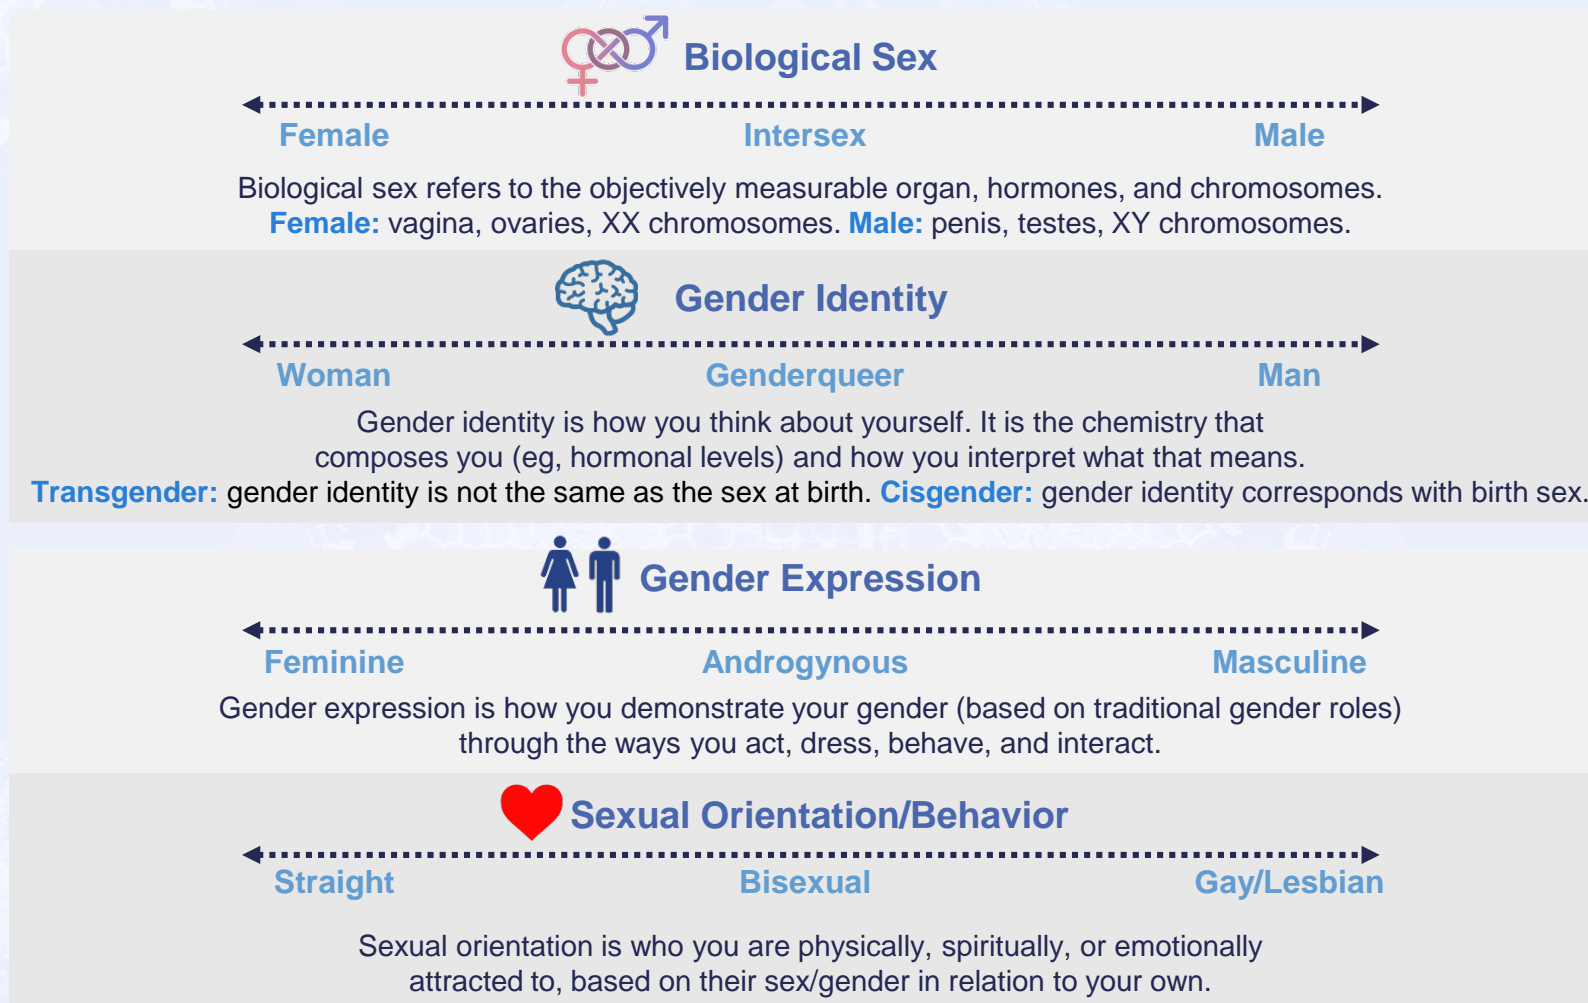 Biological Sex
Female Intersex Male
Biological sex refers to the objectively measurable organ, hormones, and chromosomes.
Female: vagina, ovaries, XX chromosomes. Male: penis, testes, XY chromosomes.
Gender Identity
Woman Genderqueer Man
Gender identity is how you think about yourself. It is the chemistry that
composes you (eg, hormonal levels) and how you interpret what that means.
Transgender: gender identity is not the same as the sex at birth. Cisgender: gender identity corresponds with birth sex.
Gender Expression
Feminine Androgynous Masculine
Gender expression is how you demonstrate your gender (based on traditional gender roles)
through the ways you act, dress, behave, and interact.
Sexual Orientation/Behavior
Straight Bisexual Gay/Lesbian
Sexual orientation is who you are physically, spiritually, or emotionally
attracted to, based on their sex/gender in relation to your own.